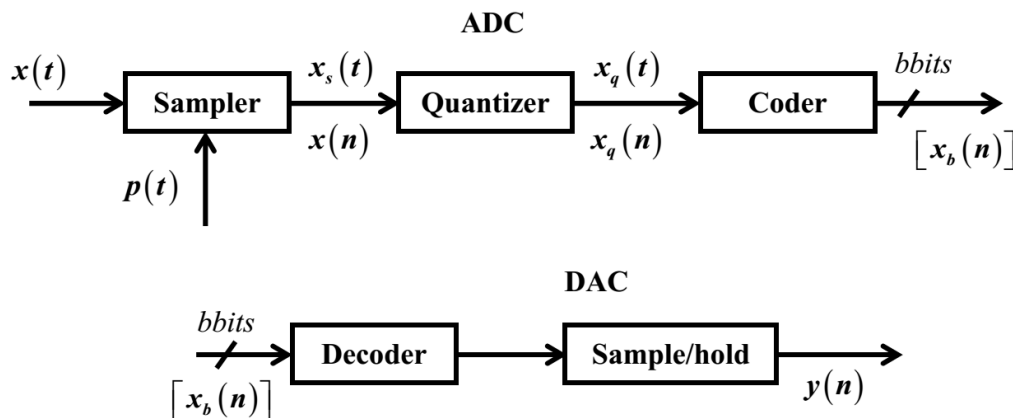 ADC
x(t)
Sampler
x_s(t)
x(n)
Quantizer
x_q(t)
x_q(n)
Coder
bbits
[x_b(n)]
p(t)
DAC
bbits
[x_b(n)]
Decoder
Sample/hold
y(n)